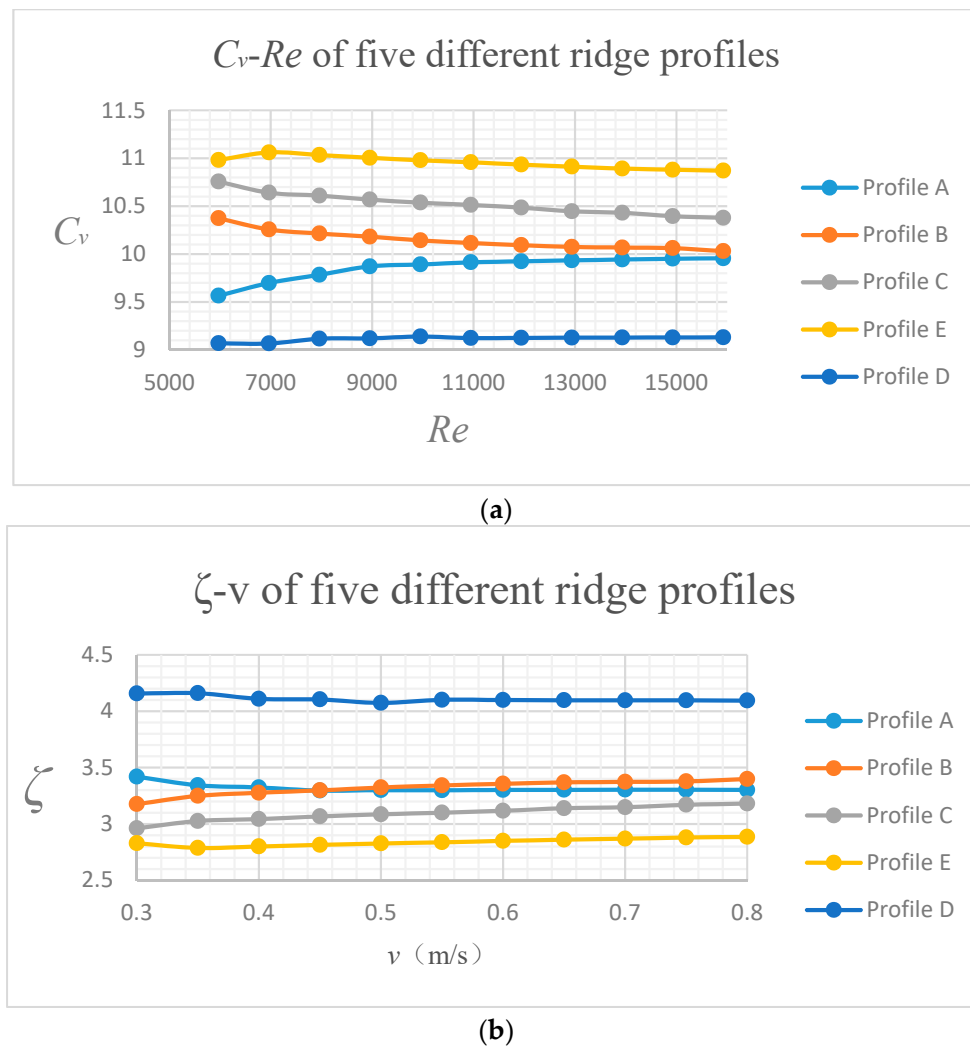 Cv-Re of five different ridge profiles
11.5
11
10.5
10
9.5
9
Cv
5000 7000 9000 11000 13000 15000
Re
Profile A
Profile B
Profile C
Profile E
Profile D
(a)
ζ-v of five different ridge profiles
4.5
4
3.5
3
2.5
ζ
0.3 0.4 0.5 0.6 0.7 0.8
v（m/s）
Profile A
Profile B
Profile C
Profile E
Profile D
(b)